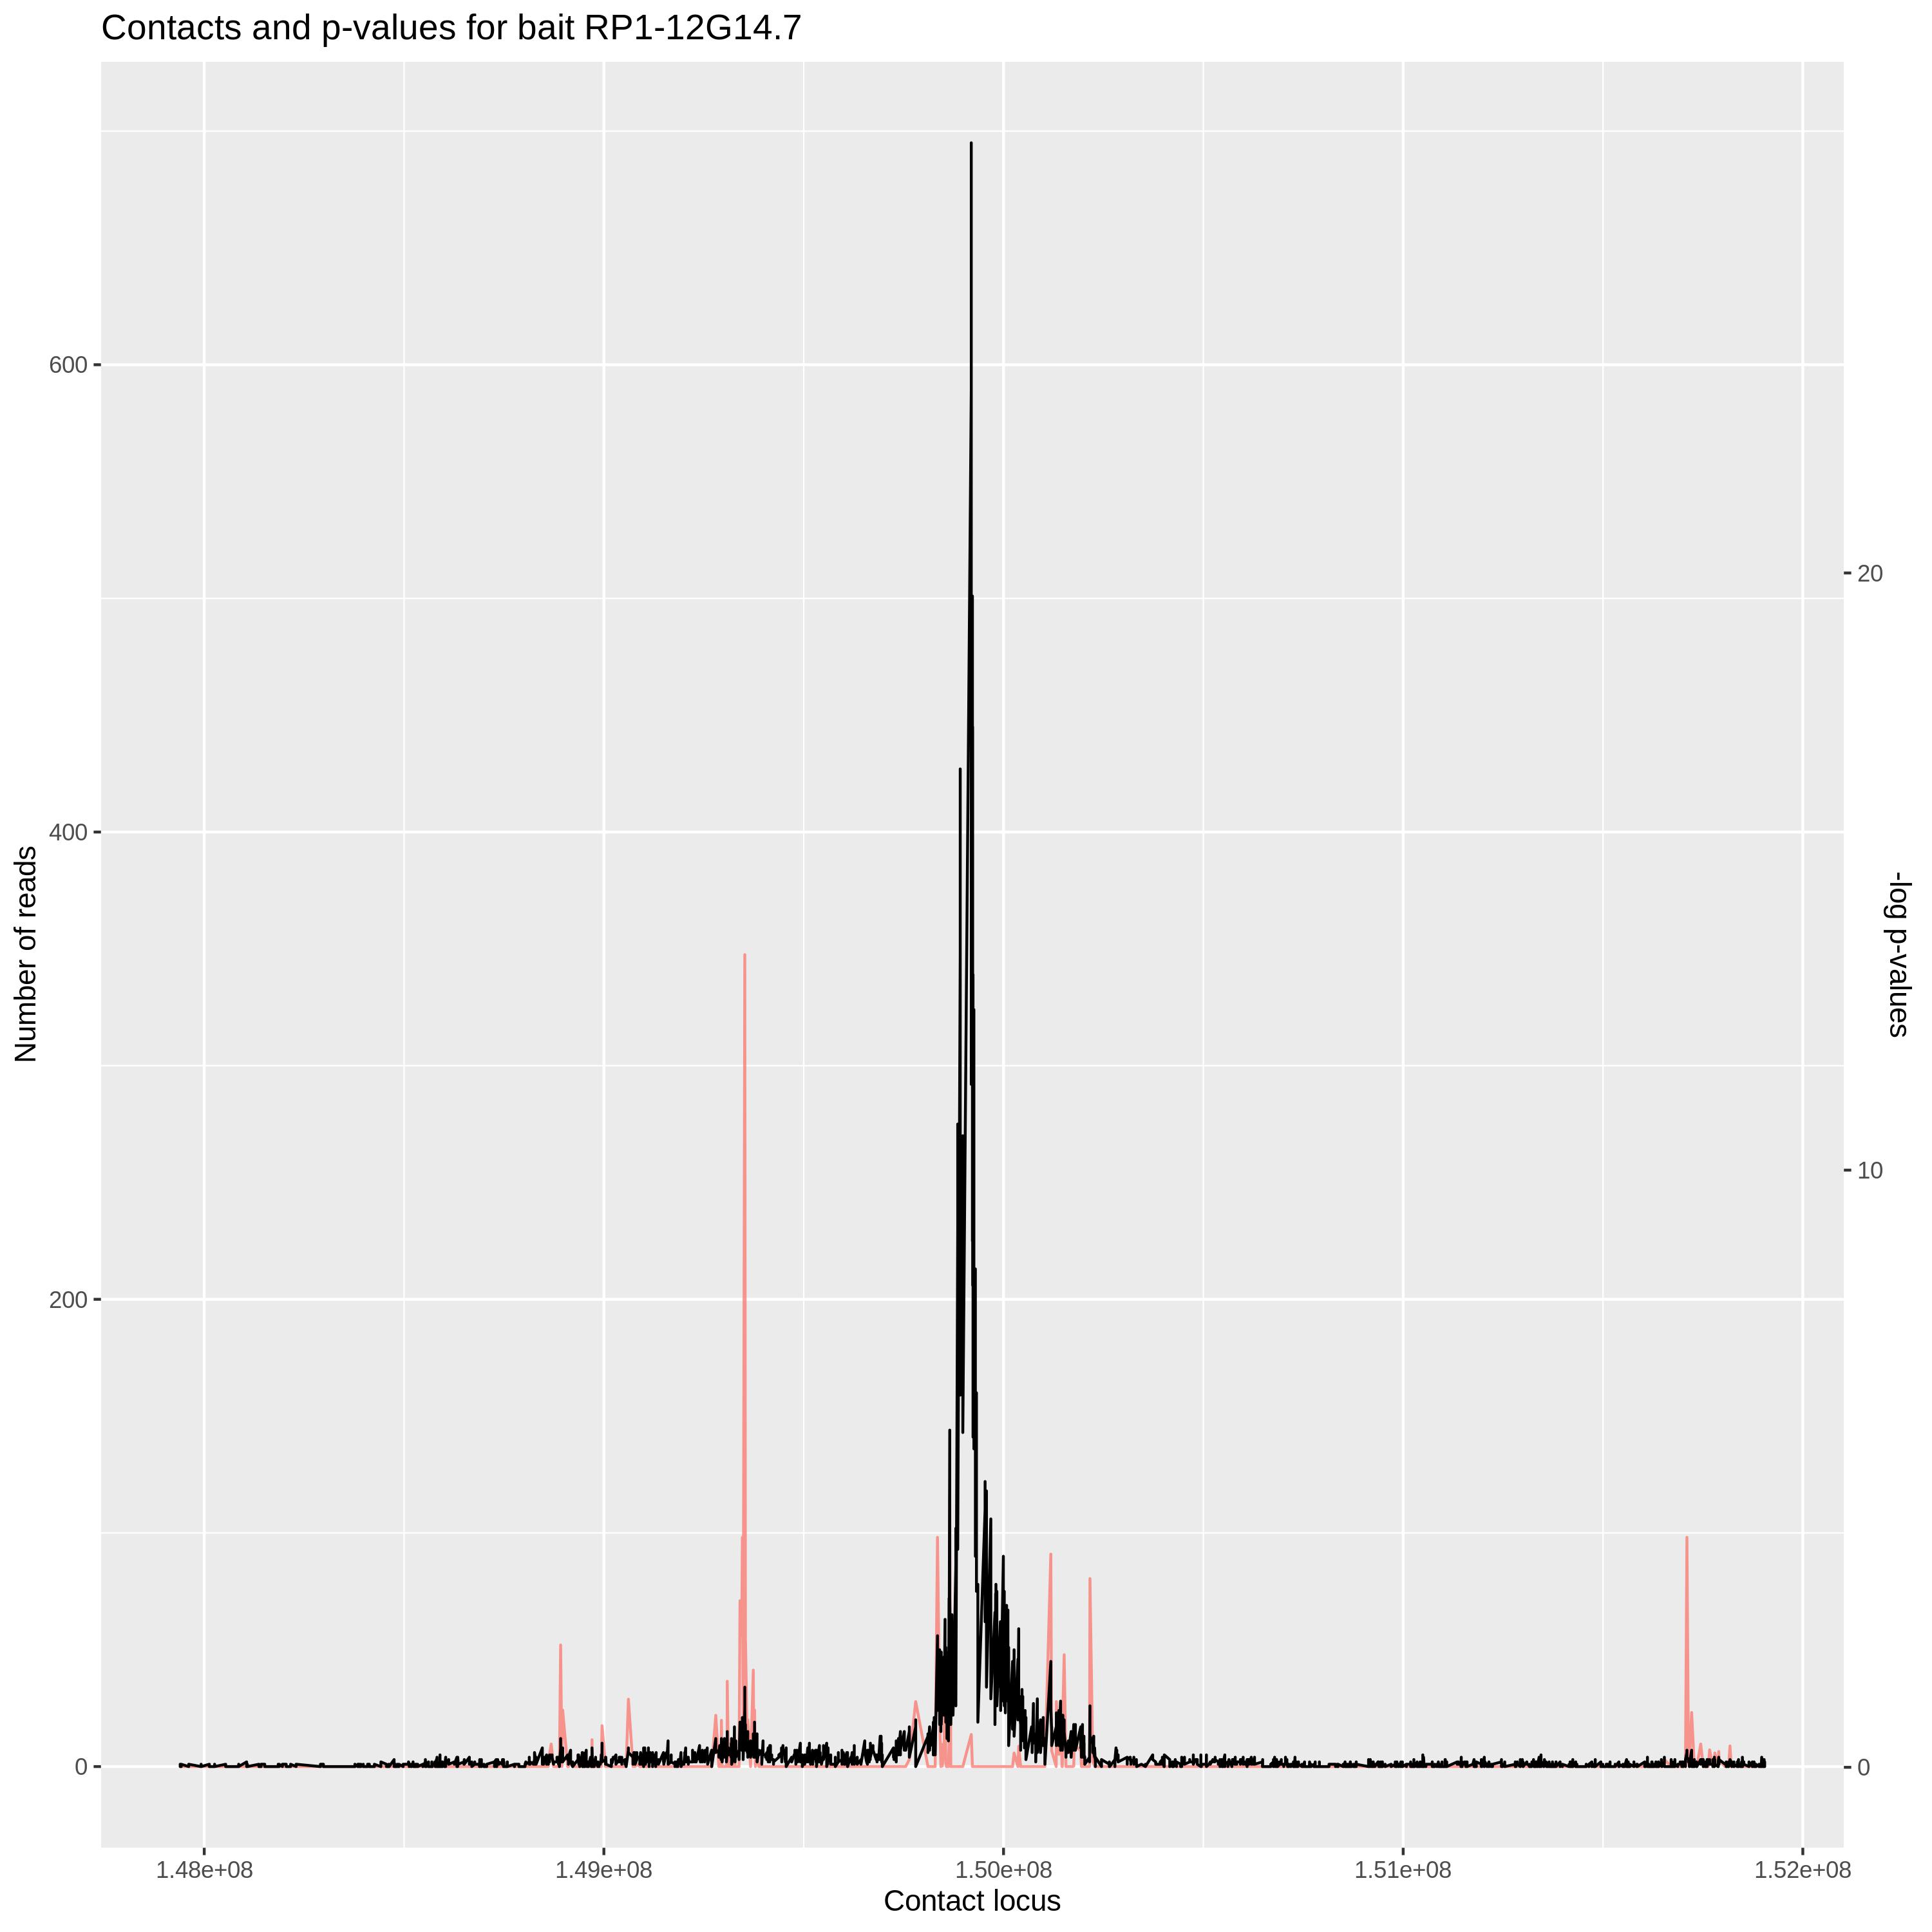 Contacts and p-values for bait RP1-12G14.7
600
400
200
0
Number of reads
20
10
0
-log p-values
1.48e+08
1.49e+08
1.50e+08
1.51e+08
1.52e+08
Contact locus